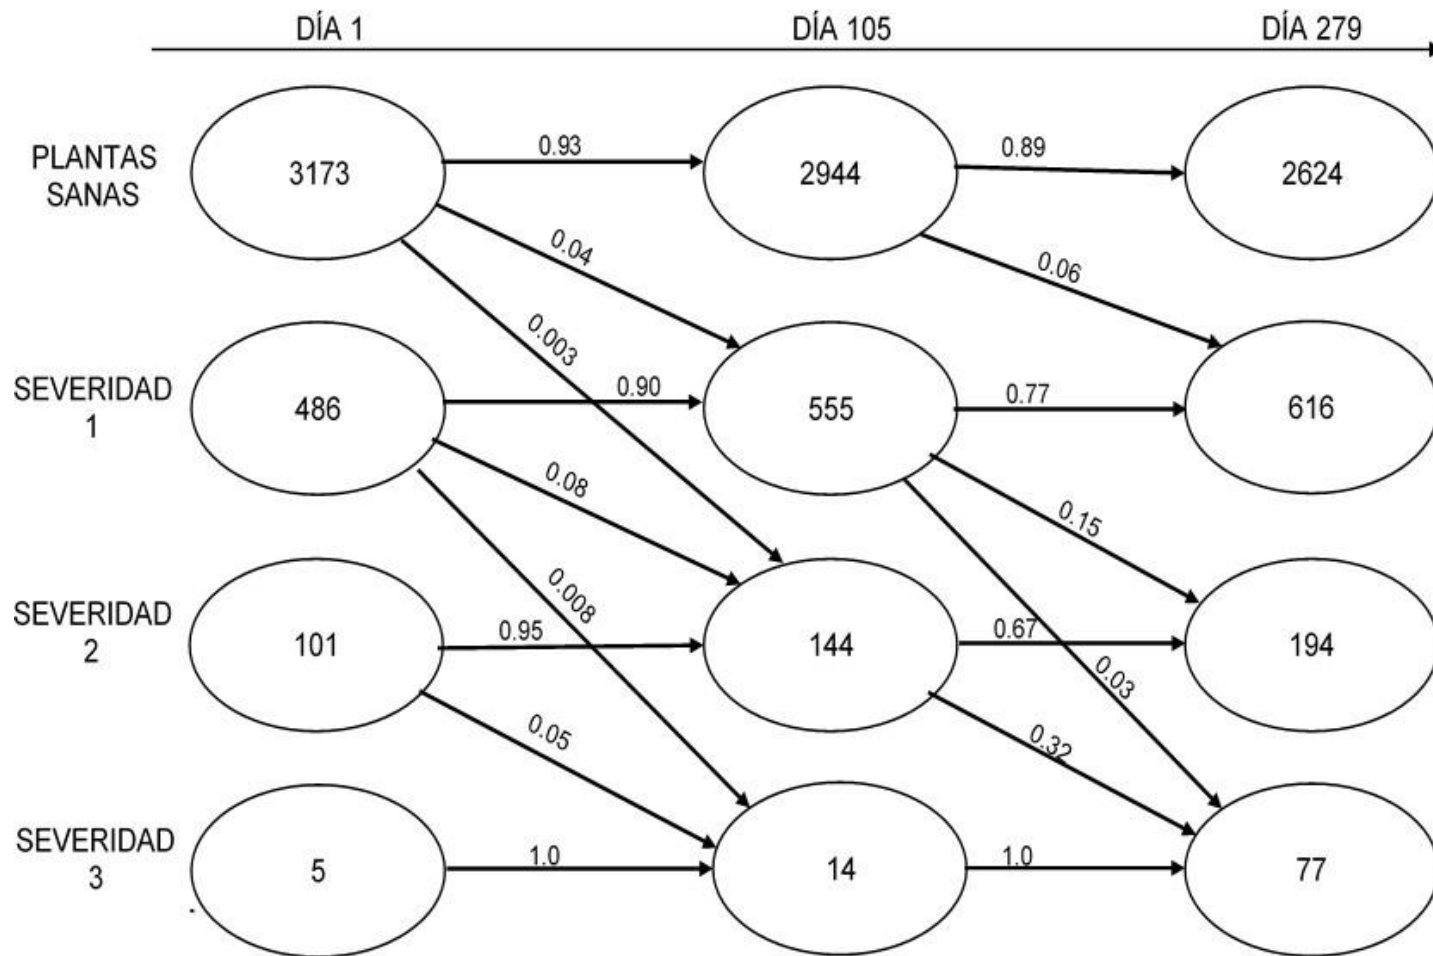 DÍA 1 DÍA 105 DÍA 279
PLANTAS
SANAS
3173 0.93 2944 0.89 2624
0.04 0.06
0.003
SEVERIDAD
1
486 0.90 555 0.77 616
0.08 0.15
0.008 0.03
SEVERIDAD
2
101 0.95 144 0.67 194
0.05 0.32
SEVERIDAD
3
5 1.0 14 1.0 77